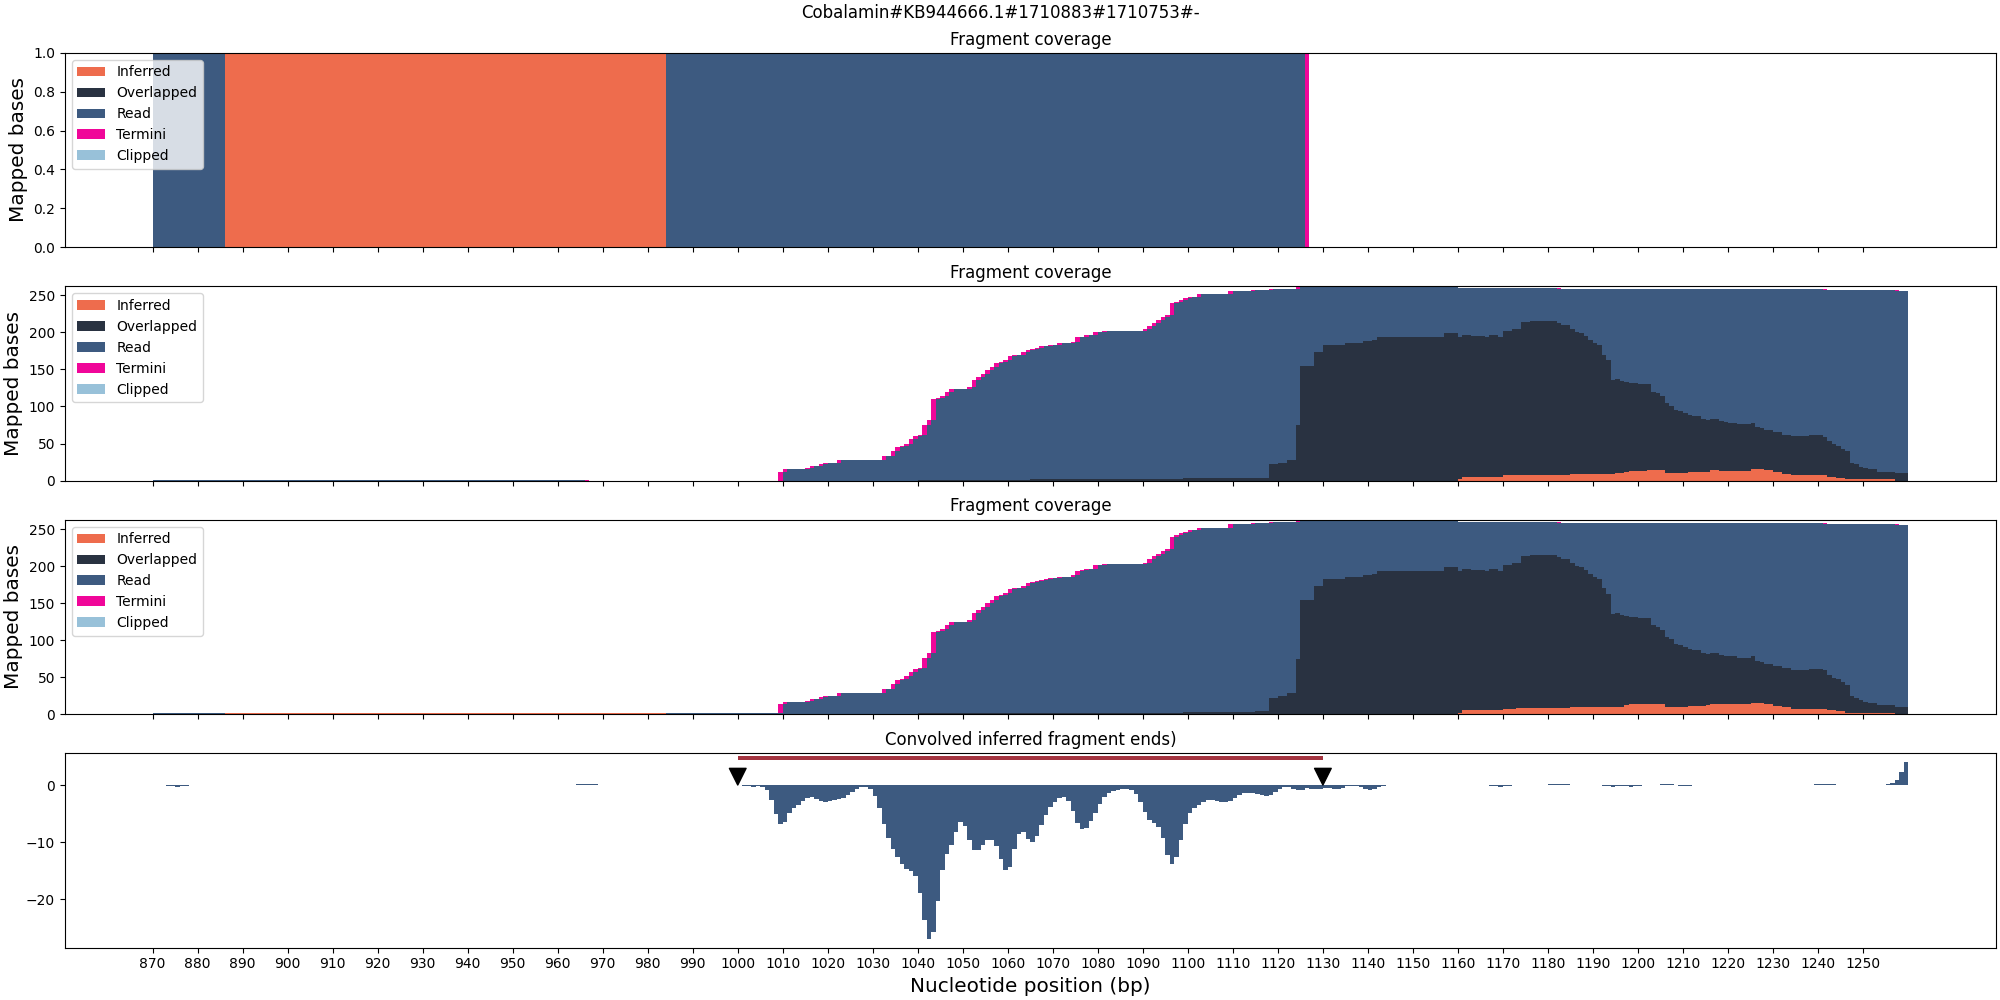 Cobalamin#KB944666.1#1710883#1710753#-
Fragment coverage
Mapped bases
1.0
0.8
0.6
0.4
0.2
0.0
Inferred
Overlapped
Read
Termini
Clipped
Fragment coverage
Mapped bases
250
200
150
100
50
0
Inferred
Overlapped
Read
Termini
Clipped
Fragment coverage
Mapped bases
250
200
150
100
50
0
Inferred
Overlapped
Read
Termini
Clipped
Convolved inferred fragment ends)
0
−10
−20
870 880 890 900 910 920 930 940 950 960 970 980 990 1000 1010 1020 1030 1040 1050 1060 1070 1080 1090 1100 1110 1120 1130 1140 1150 1160 1170 1180 1190 1200 1210 1220 1230 1240 1250
Nucleotide position (bp)